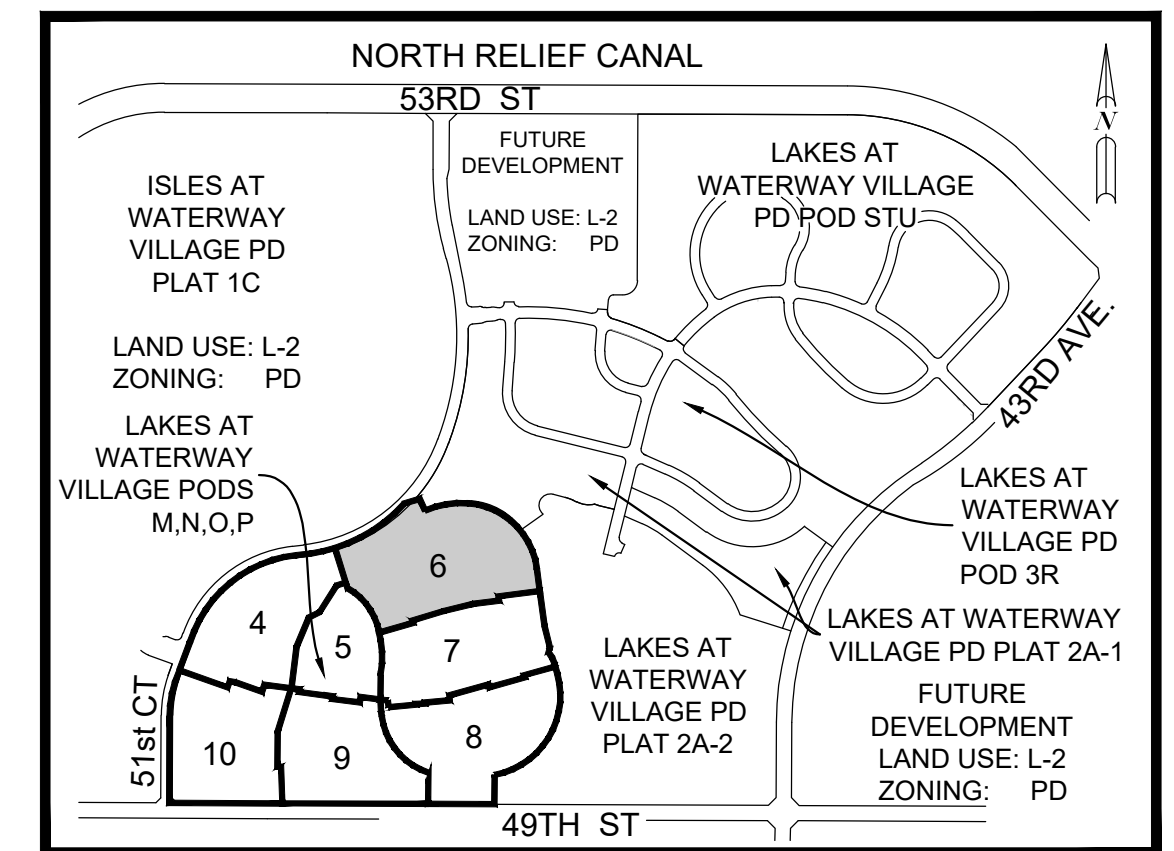 NORTH RELIEF CANAL
53RD ST
N
FUTURE
DEVELOPMENT
LAND USE: L-2
ZONING: PD
LAKES AT
WATERWAY VILLAGE
PD POD STU
ISLES AT
WATERWAY
VILLAGE PD
PLAT 1C
LAND USE: L-2
ZONING: PD
43RD AVE.
LAKES AT
WATERWAY
VILLAGE PODS
M,N,O,P
LAKES AT
WATERWAY
VILLAGE PD
POD 3R
6
4
5
7
LAKES AT WATERWAY
VILLAGE PD PLAT 2A-1
LAKES AT
WATERWAY
VILLAGE PD
PLAT 2A-2
FUTURE
DEVELOPMENT
LAND USE: L-2
ZONING: PD
51st CT
10
9
8
49TH ST